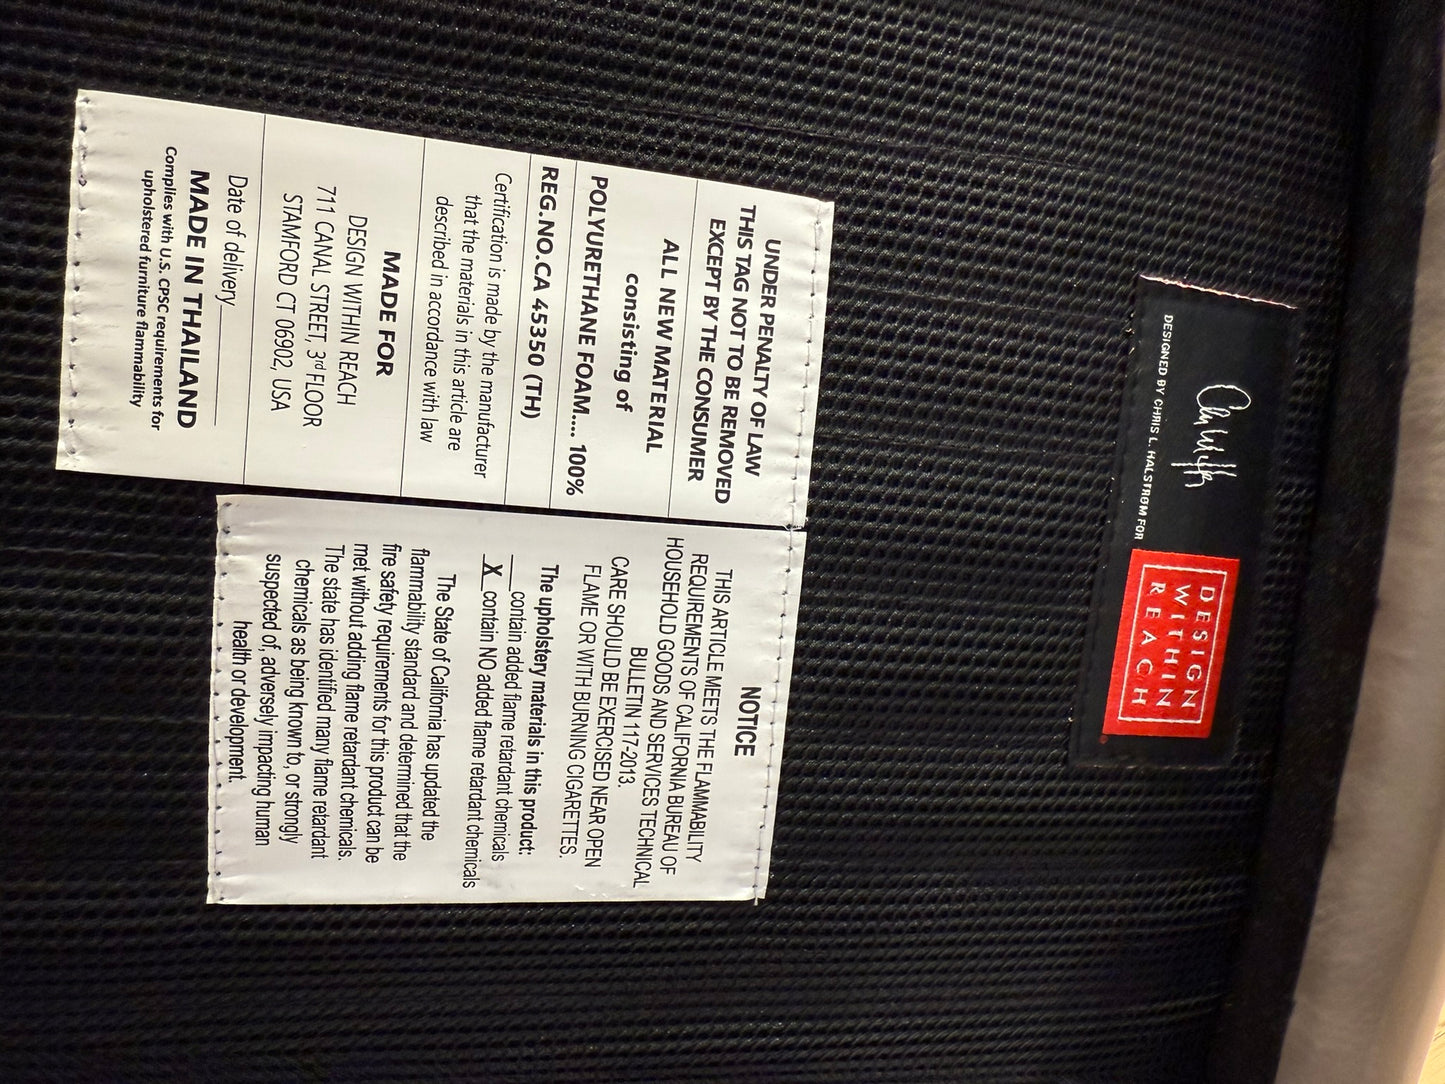 UNDER PENALTY OF LAW
THIS TAG NOT TO BE REMOVED
EXCEPT BY THE CONSUMER
ALL NEW MATERIAL
consisting of
POLYURETHANE FOAM.... 100%
REG.NO.CA 45350 (TH)
Certification is made by the manufacturer
that the materials in this article are
described in accordance with law
MADE FOR
DESIGN WITHIN REACH
711 CANAL STREET, 3rd FLOOR
STAMFORD CT 06902, USA
Date of delivery
MADE IN THAILAND
Complies with U.S. CPSC requirements for
upholstered furniture flammability
NOTICE
THIS ARTICLE MEETS THE FLAMMABILITY
REQUIREMENTS OF CALIFORNIA BUREAU OF
HOUSEHOLD GOODS AND SERVICES TECHNICAL
BULLETIN 117-2013.
CARE SHOULD BE EXERCISED NEAR OPEN
FLAME OR WITH BURNING CIGARETTES.
The upholstery materials in this product:
____contain added flame retardant chemicals
X contain NO added flame retardant chemicals
The State of California has updated the
flammability standard and determined that the
fire safety requirements for this product can be
met without adding flame retardant chemicals.
The state has identified many flame retardant
chemicals as being known to, or strongly
suspected of, adversely impacting human
health or development.
DESIGNED BY CHRIS L. HALSTRØM FOR
DESIGN
WITHIN
REACH